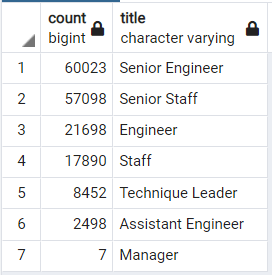 count title
bigint character varying
1 60023 Senior Engineer
2 57098 Senior Staff
3 21698 Engineer
4 17890 Staff
5 8452 Technique Leader
6 2498 Assistant Engineer
7 7 Manager